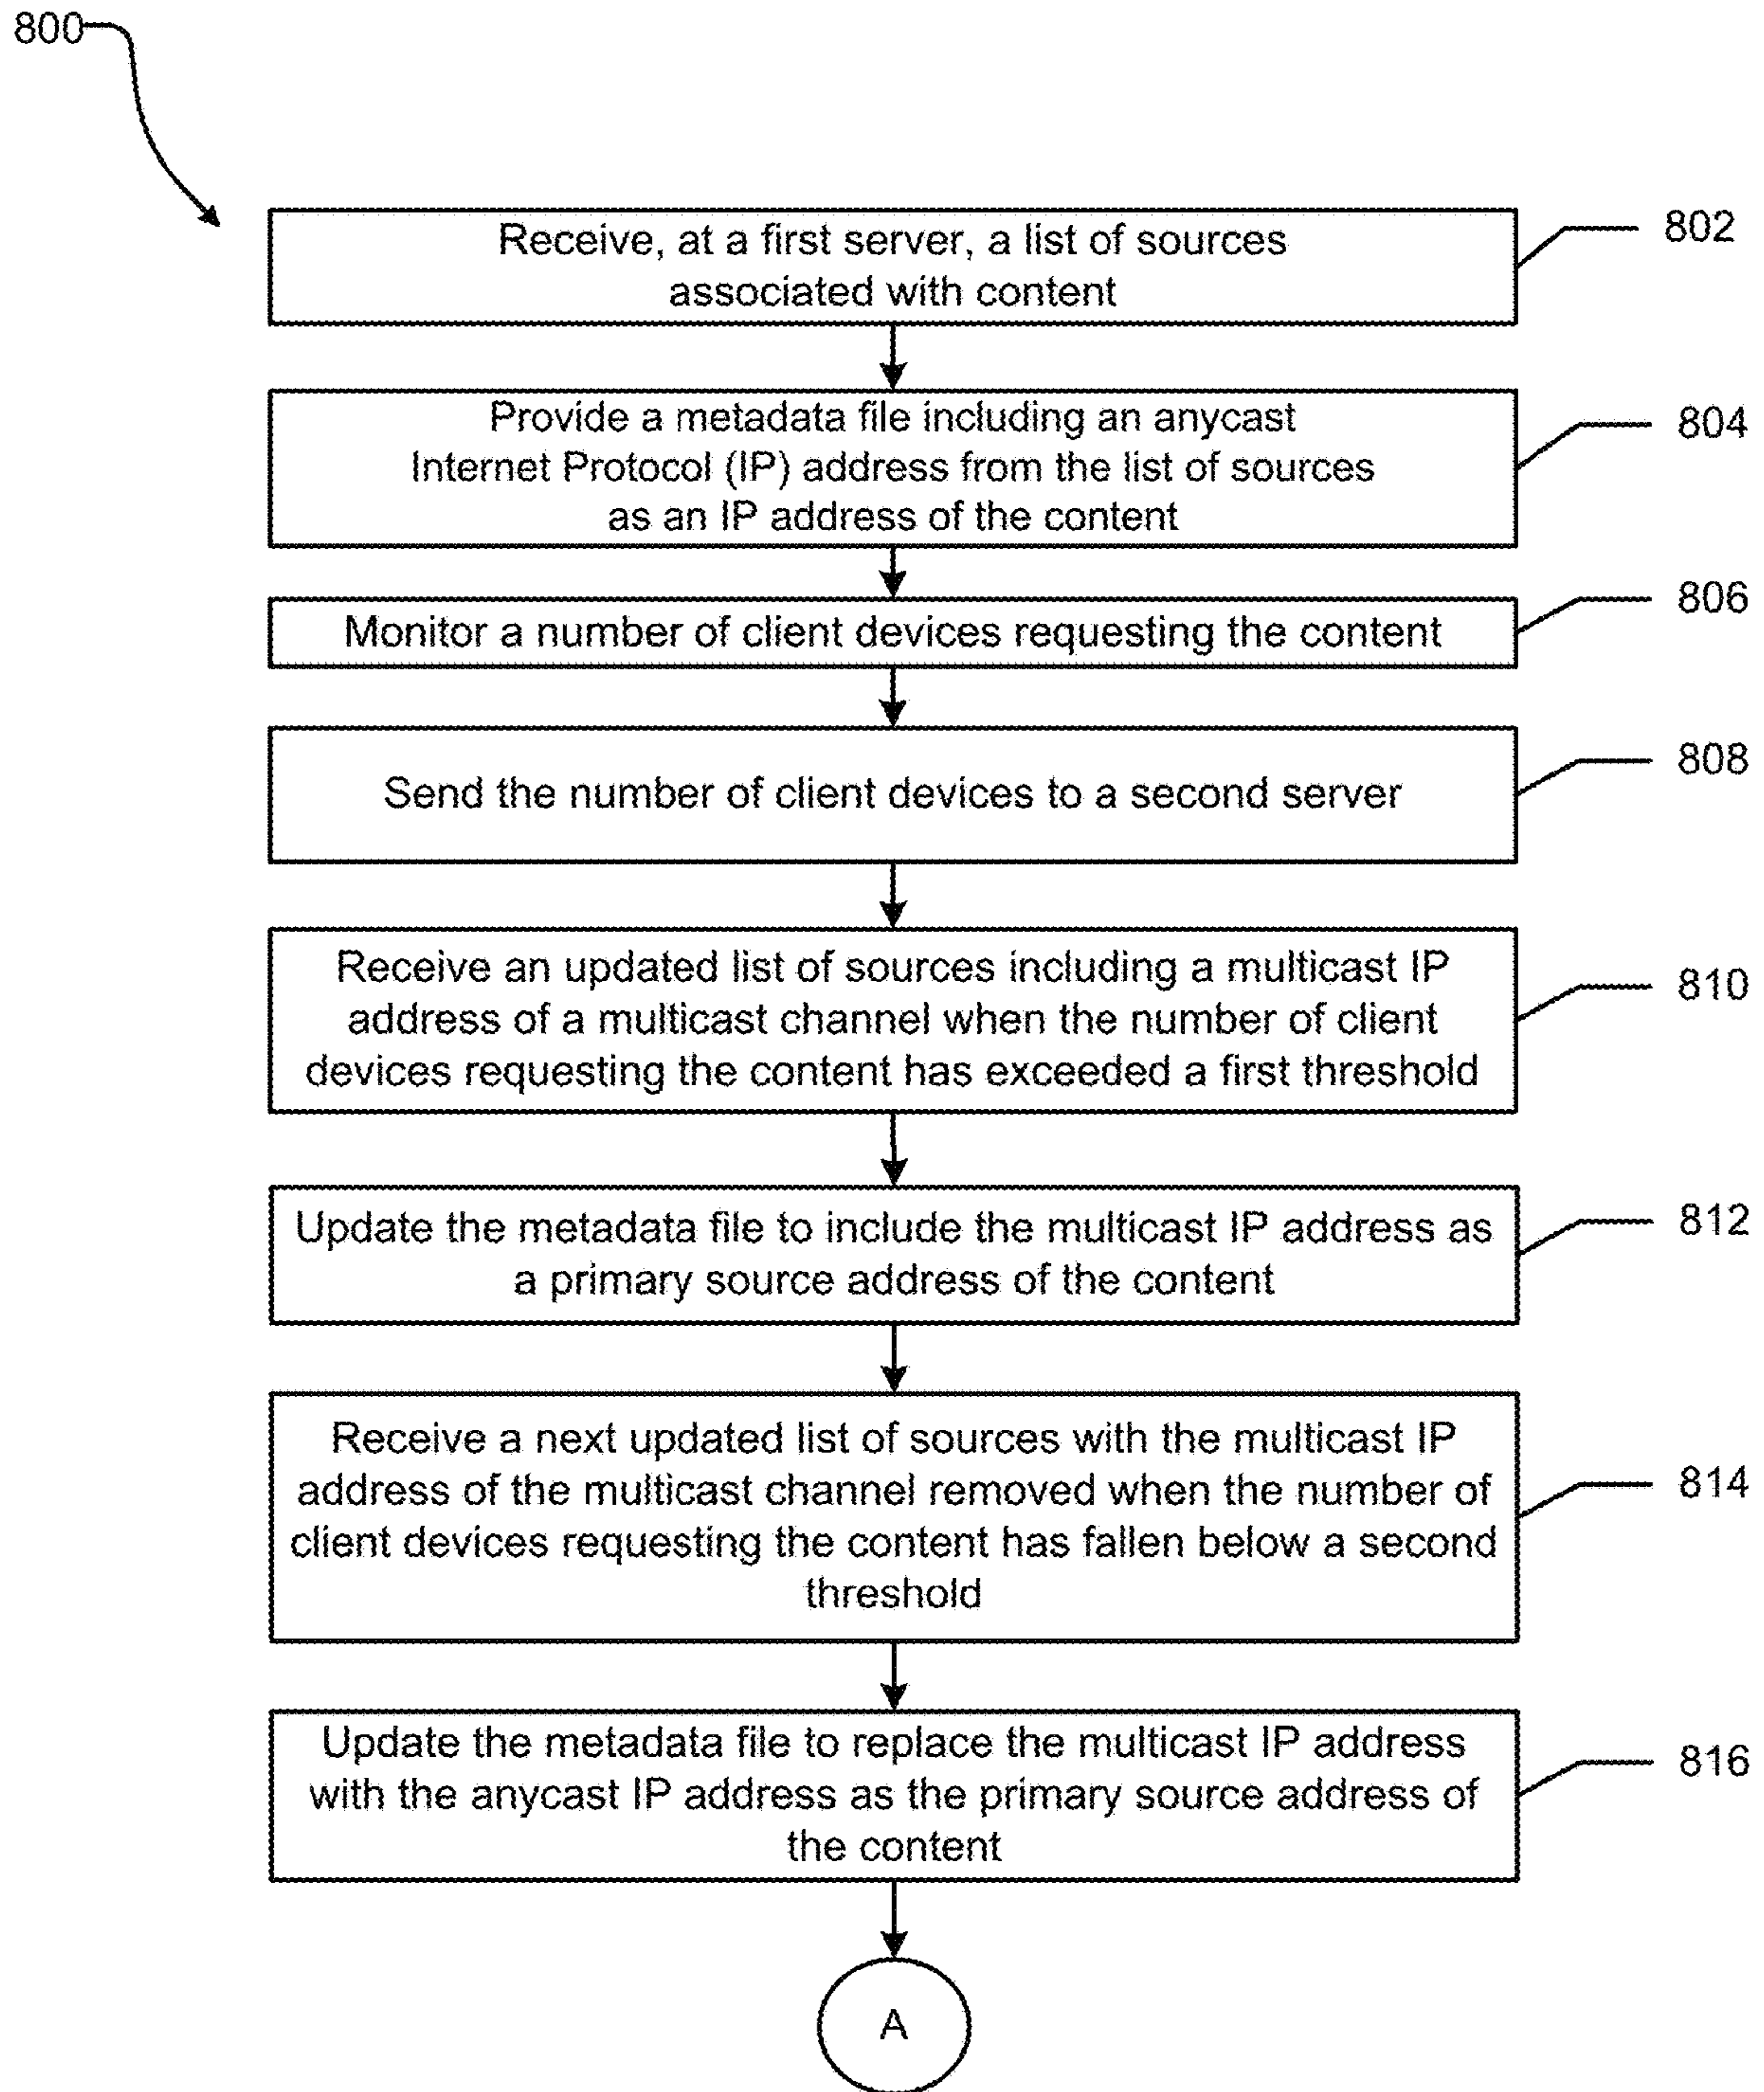 800
Receive, at a first server, a list of sources
associated with content
802
Provide a metadata file including an anycast
Internet Protocol (IP) address from the list of sources
as an IP address of the content
804
Monitor a number of client devices requesting the content
806
Send the number of client devices to a second server
808
Receive an updated list of sources including a multicast IP
address of a multicast channel when the number of client
devices requesting the content has exceeded a first threshold
810
Update the metadata file to include the multicast IP address as
a primary source address of the content
812
Receive a next updated list of sources with the multicast IP
address of the multicast channel removed when the number of
client devices requesting the content has fallen below a second
threshold
814
Update the metadata file to replace the multicast IP address
with the anycast IP address as the primary source address of
the content
816
A